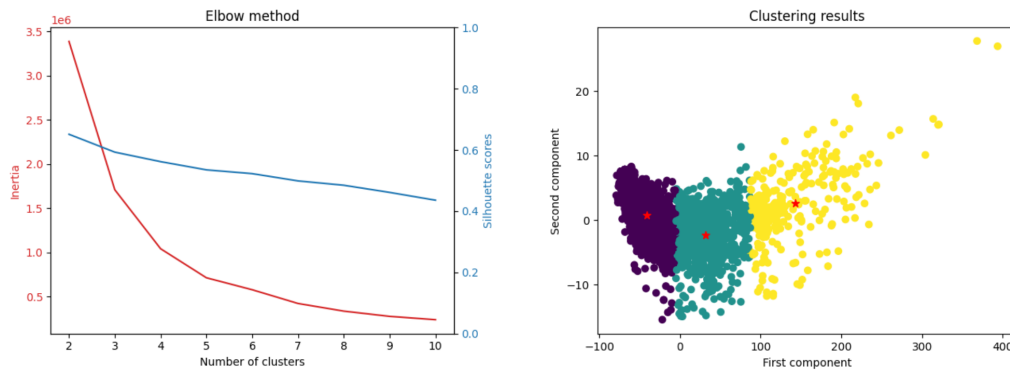 Elbow method
1e6
3.5
3.0
2.5
2.0
1.5
1.0
0.5
Inertia
2 3 4 5 6 7 8 9 10
Number of clusters
1.0
0.8
0.6
0.4
0.2
0.0
Silhouette scores
Clustering results
20
10
0
−10
Second component
−100 0 100 200 300 400
First component